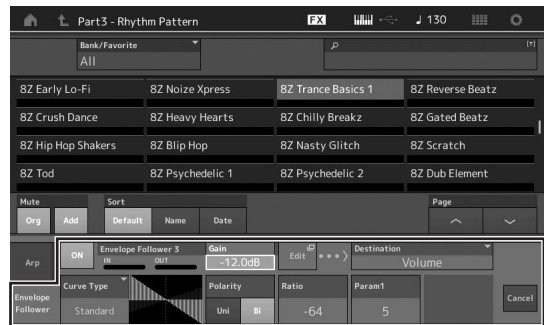 Part3 - Rhythm Pattern FX 130
Bank/Favorite
All
8Z Early Lo-Fi 8Z Noize Xpress 8Z Trance Basics 1 8Z Reverse Beatz
8Z Crush Dance 8Z Heavy Hearts 8Z Chilly Breakz 8Z Gated Beatz
8Z Hip Hop Shakers 8Z Blip Hop 8Z Nasty Glitch 8Z Scratch
8Z Tod 8Z Psychedelic 1 8Z Psychedelic 2 8Z Dub Element
Mute Sort Page
Org Add Default Name Date
Arp ON Envelope Follower 3 Gain Edit Destination
IN OUT -12.0dB Volume
Envelope Follower Curve Type Polarity Ratio Param1 Cancel
Standard Uni Bi -64 5